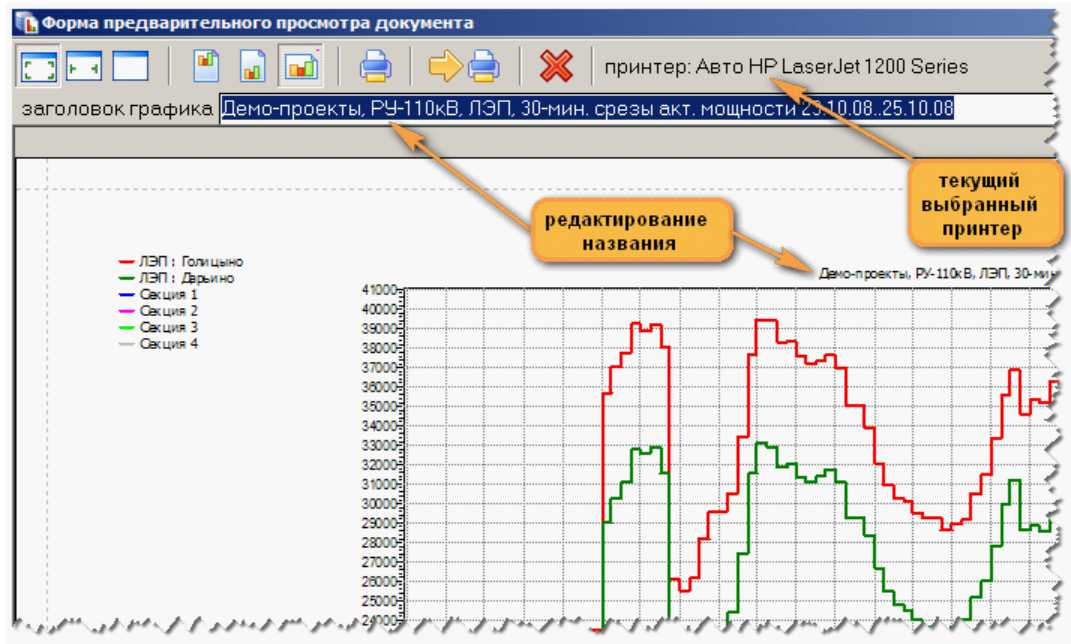 Форма предварительного просмотра документа
принтер: Авто HP LaserJet 1200 Series
заголовок графика Демо-проекты, РУ-110кВ, ЛЭП, 30-мин. срезы акт. мощности 23.10.08..25.10.08
текущий
выбранный
принтер
редактирование
названия
Демо-проекты, РУ-110кВ, ЛЭП, 30-мин
ЛЭП : Голицыно
ЛЭП : Дарьино
Секция 1
Секция 2
Секция 3
Секция 4
41000
40000
39000
38000
37000
36000
35000
34000
33000
32000
31000
30000
29000
28000
27000
26000
25000
24000